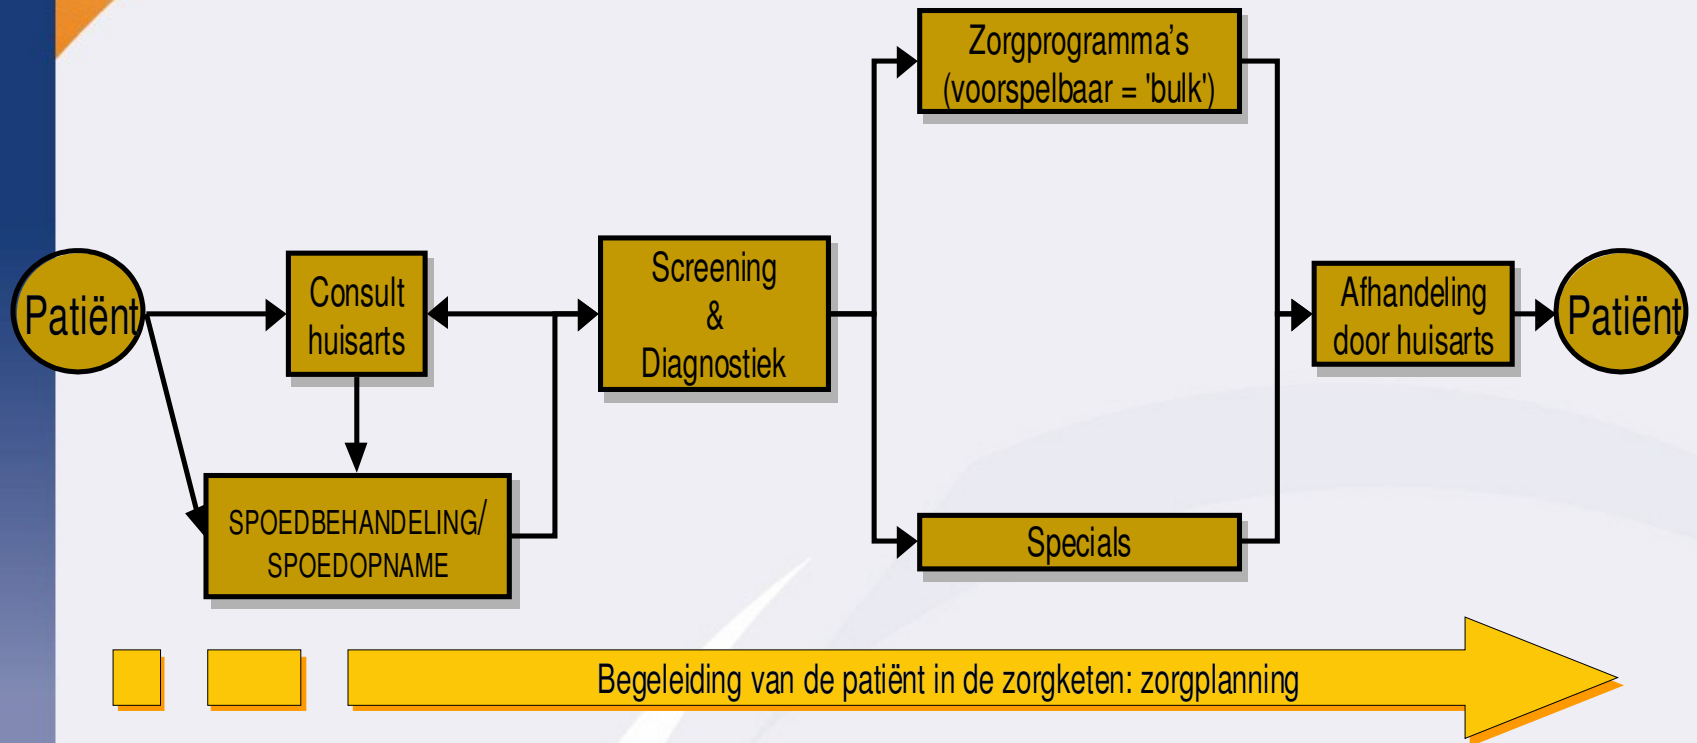 Zorgprogramma's
(voorspelbaar = 'bulk')
Patiënt
Consult
huisarts
Screening
&
Diagnostiek
Afhandeling
door huisarts
Patiënt
SPOEDBEHANDELING/
SPOEDOPNAME
Specials
Begeleiding van de patiënt in de zorgketen: zorgplanning